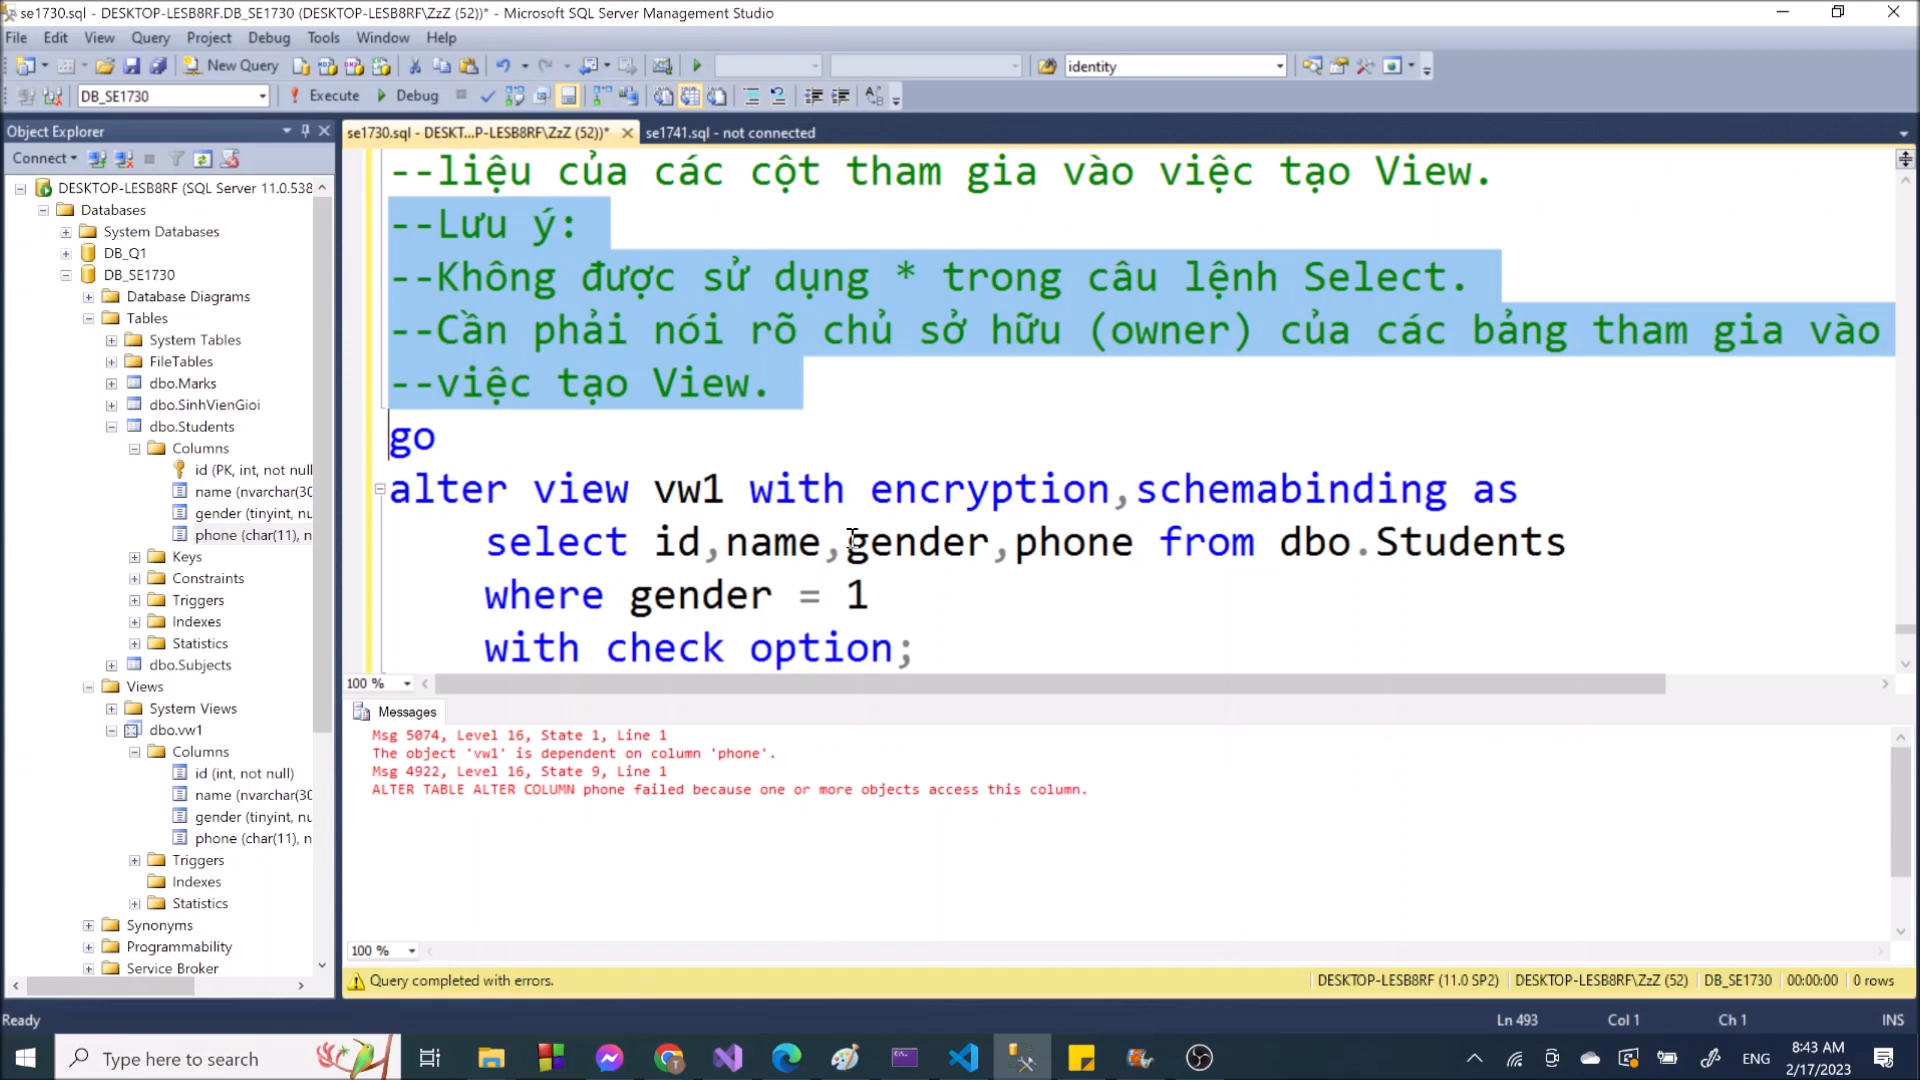 se1730.sql - DESKTOP-LESB8RF.DB_SE1730 (DESKTOP-LESB8RF\ZzZ (52))* - Microsoft SQL Server Management Studio
File Edit View Query Project Debug Tools Window Help
New Query identity
DB_SE1730 Execute Debug
Object Explorer
Connect
DESKTOP-LESB8RF (SQL Server 11.0.538
Databases
System Databases
DB_Q1
DB_SE1730
Database Diagrams
Tables
System Tables
FileTables
dbo.Marks
dbo.SinhVienGioi
dbo.Students
Columns
id (PK, int, not null
name (nvarchar(30
gender (tinyint, nu
phone (char(11), n
Keys
Constraints
Triggers
Indexes
Statistics
dbo.Subjects
Views
System Views
dbo.vw1
Columns
id (int, not null)
name (nvarchar(30
gender (tinyint, nu
phone (char(11), n
Triggers
Indexes
Statistics
Synonyms
Programmability
Service Broker
se1730.sql - DESKT...P-LESB8RF\ZzZ (52))* se1741.sql - not connected
--liệu của các cột tham gia vào việc tạo View.
--Lưu ý:
--Không được sử dụng * trong câu lệnh Select.
--Cần phải nói rõ chủ sở hữu (owner) của các bảng tham gia vào
--việc tạo View.
go
alter view vw1 with encryption,schemabinding as
select id,name,gender,phone from dbo.Students
where gender = 1
with check option;
100 %
Messages
Msg 5074, Level 16, State 1, Line 1
The object 'vw1' is dependent on column 'phone'.
Msg 4922, Level 16, State 9, Line 1
ALTER TABLE ALTER COLUMN phone failed because one or more objects access this column.
100 %
Query completed with errors. DESKTOP-LESB8RF (11.0 SP2) DESKTOP-LESB8RF\ZzZ (52) DB_SE1730 00:00:00 0 rows
Ready Ln 493 Col 1 Ch 1 INS
Type here to search ENG 8:43 AM
2/17/2023